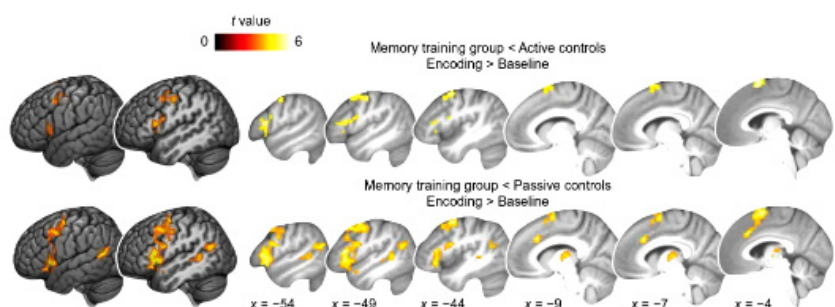 t value
0 6
Memory training group < Active controls
Encoding > Baseline
Memory training group < Passive controls
Encoding > Baseline
x = −54 x = −49 x = −44 x = −9 x = −7 x = −4